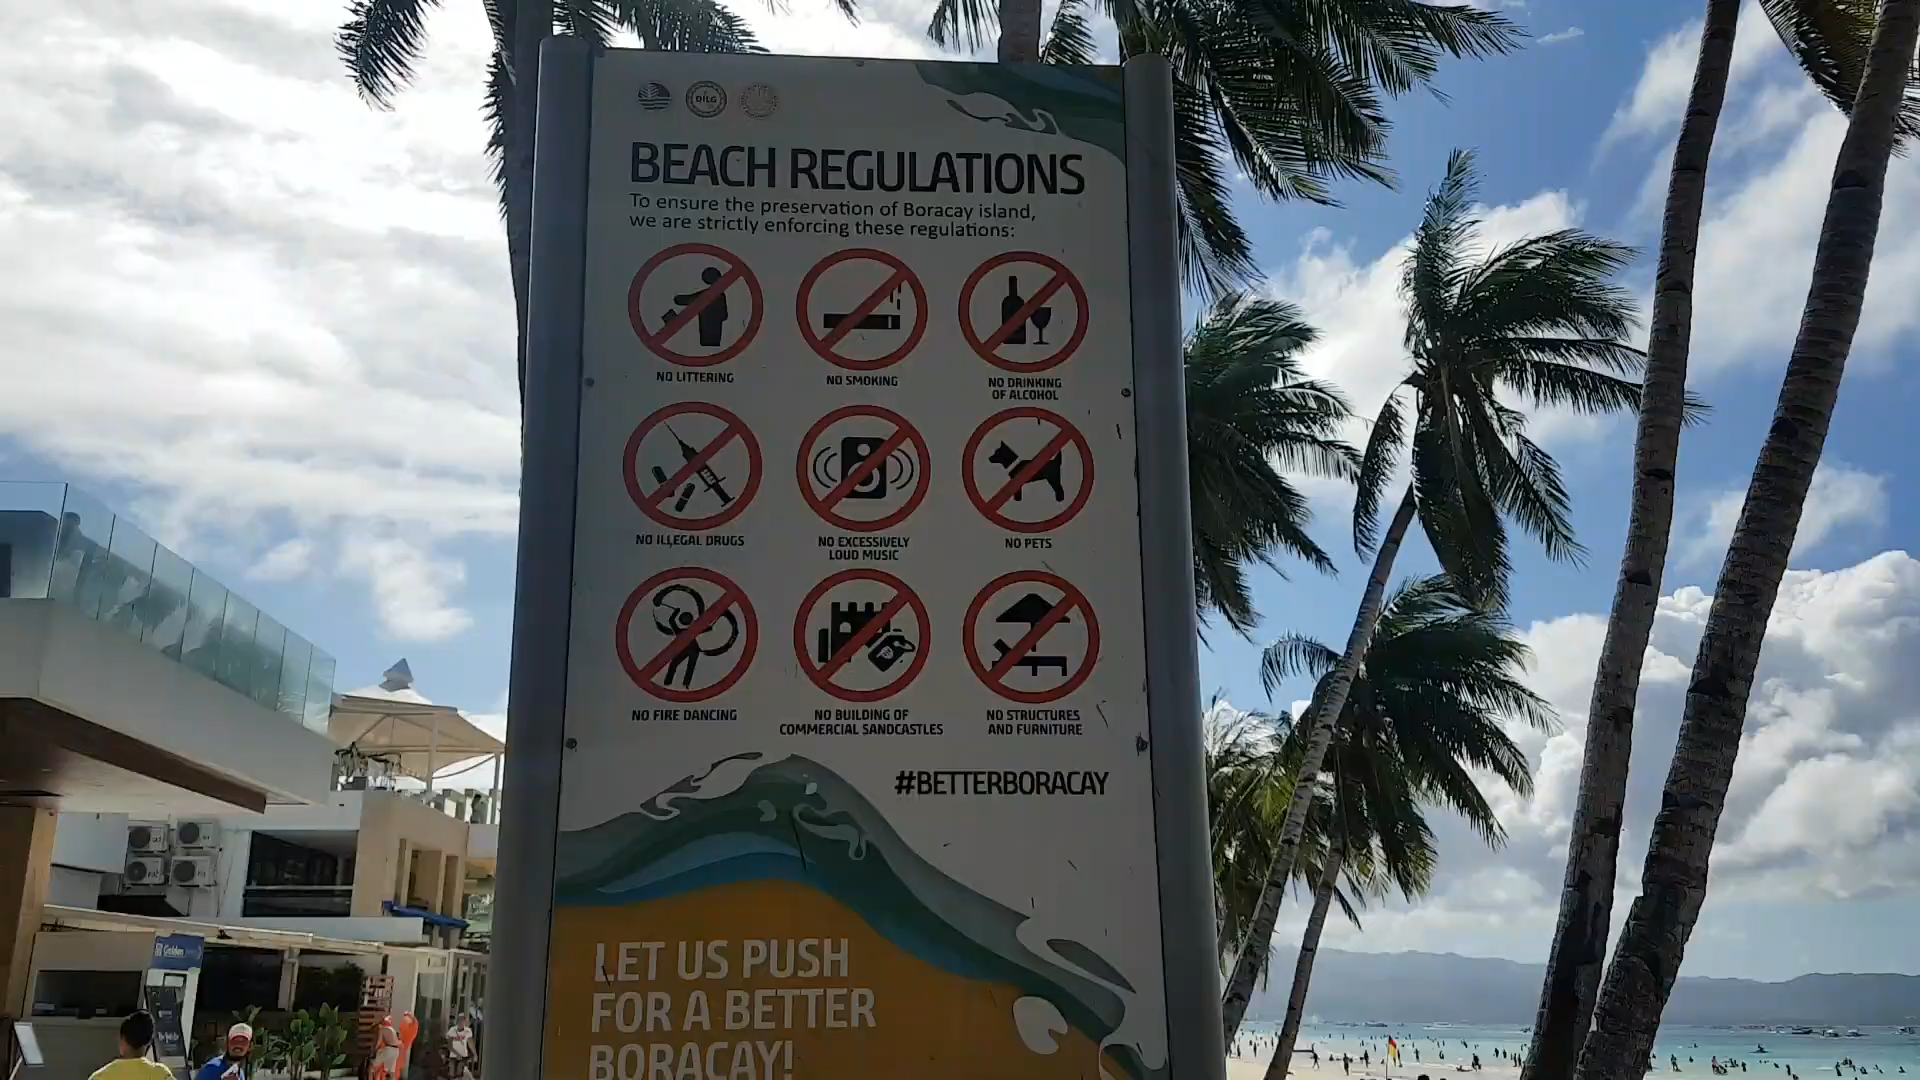 DILG
BEACH REGULATIONS
To ensure the preservation of Boracay island,
we are strictly enforcing these regulations:
NO LITTERING
NO SMOKING
NO DRINKING
OF ALCOHOL
NO ILLEGAL DRUGS
NO EXCESSIVELY
LOUD MUSIC
NO PETS
NO FIRE DANCING
NO BUILDING OF
COMMERCIAL SANDCASTLES
NO STRUCTURES
AND FURNITURE
#BETTERBORACAY
LET US PUSH
FOR A BETTER
BORACAY!